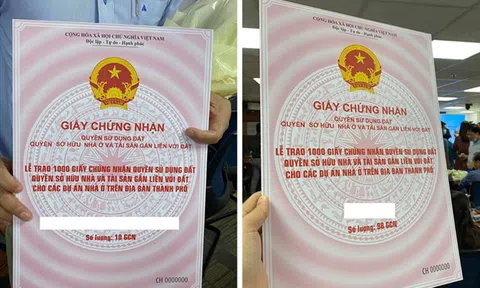 CỘNG HÒA XÃ HỘI CHỦ NGHĨA VIỆT NAM
Độc lập - Tự do - Hạnh phúc
GIẤY CHỨNG NHẬN
QUYỀN SỬ DỤNG ĐẤT
QUYỀN SỞ HỮU NHÀ Ở VÀ TÀI SẢN GẮN LIỀN VỚI ĐẤT
LỄ TRAO 1000 GIẤY CHỨNG NHẬN QUYỀN SỬ DỤNG ĐẤT
QUYỀN SỞ HỮU NHÀ VÀ TÀI SẢN GẮN LIỀN VỚI ĐẤT
CHO CÁC DỰ ÁN NHÀ Ở TRÊN ĐỊA BÀN THÀNH PHỐ
Số lượng: 10 GCN
CH 0000000
CỘNG HÒA XÃ HỘI CHỦ NGHĨA VIỆT NAM
Độc lập - Tự do - Hạnh phúc
GIẤY CHỨNG NHẬN
QUYỀN SỬ DỤNG ĐẤT
QUYỀN SỞ HỮU NHÀ Ở VÀ TÀI SẢN GẮN LIỀN VỚI ĐẤT
LỄ TRAO 1000 GIẤY CHỨNG NHẬN QUYỀN SỬ DỤNG ĐẤT
QUYỀN SỞ HỮU NHÀ VÀ TÀI SẢN GẮN LIỀN VỚI ĐẤT
CHO CÁC DỰ ÁN NHÀ Ở TRÊN ĐỊA BÀN THÀNH PHỐ
Số lượng: 98 GCN
CH 0000000